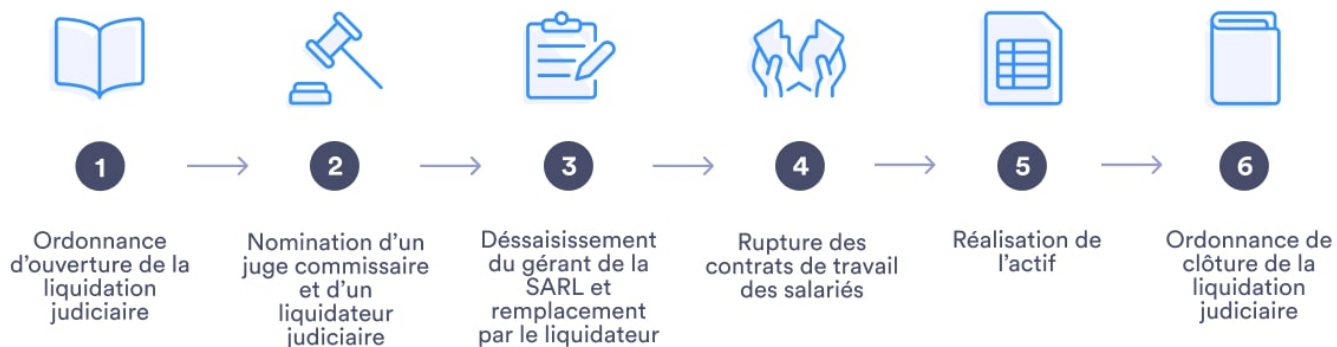 1
2
3
4
5
6
Ordonnance
d'ouverture de la
liquidation
judiciaire
Nomination d'un
juge commissaire
et d'un
liquidateur
judiciaire
Déssaisissement
du gérant de la
SARL et
remplacement
par le liquidateur
Rupture des
contrats de travail
des salariés
Réalisation de
l'actif
Ordonnance de
clôture de la
liquidation
judiciaire